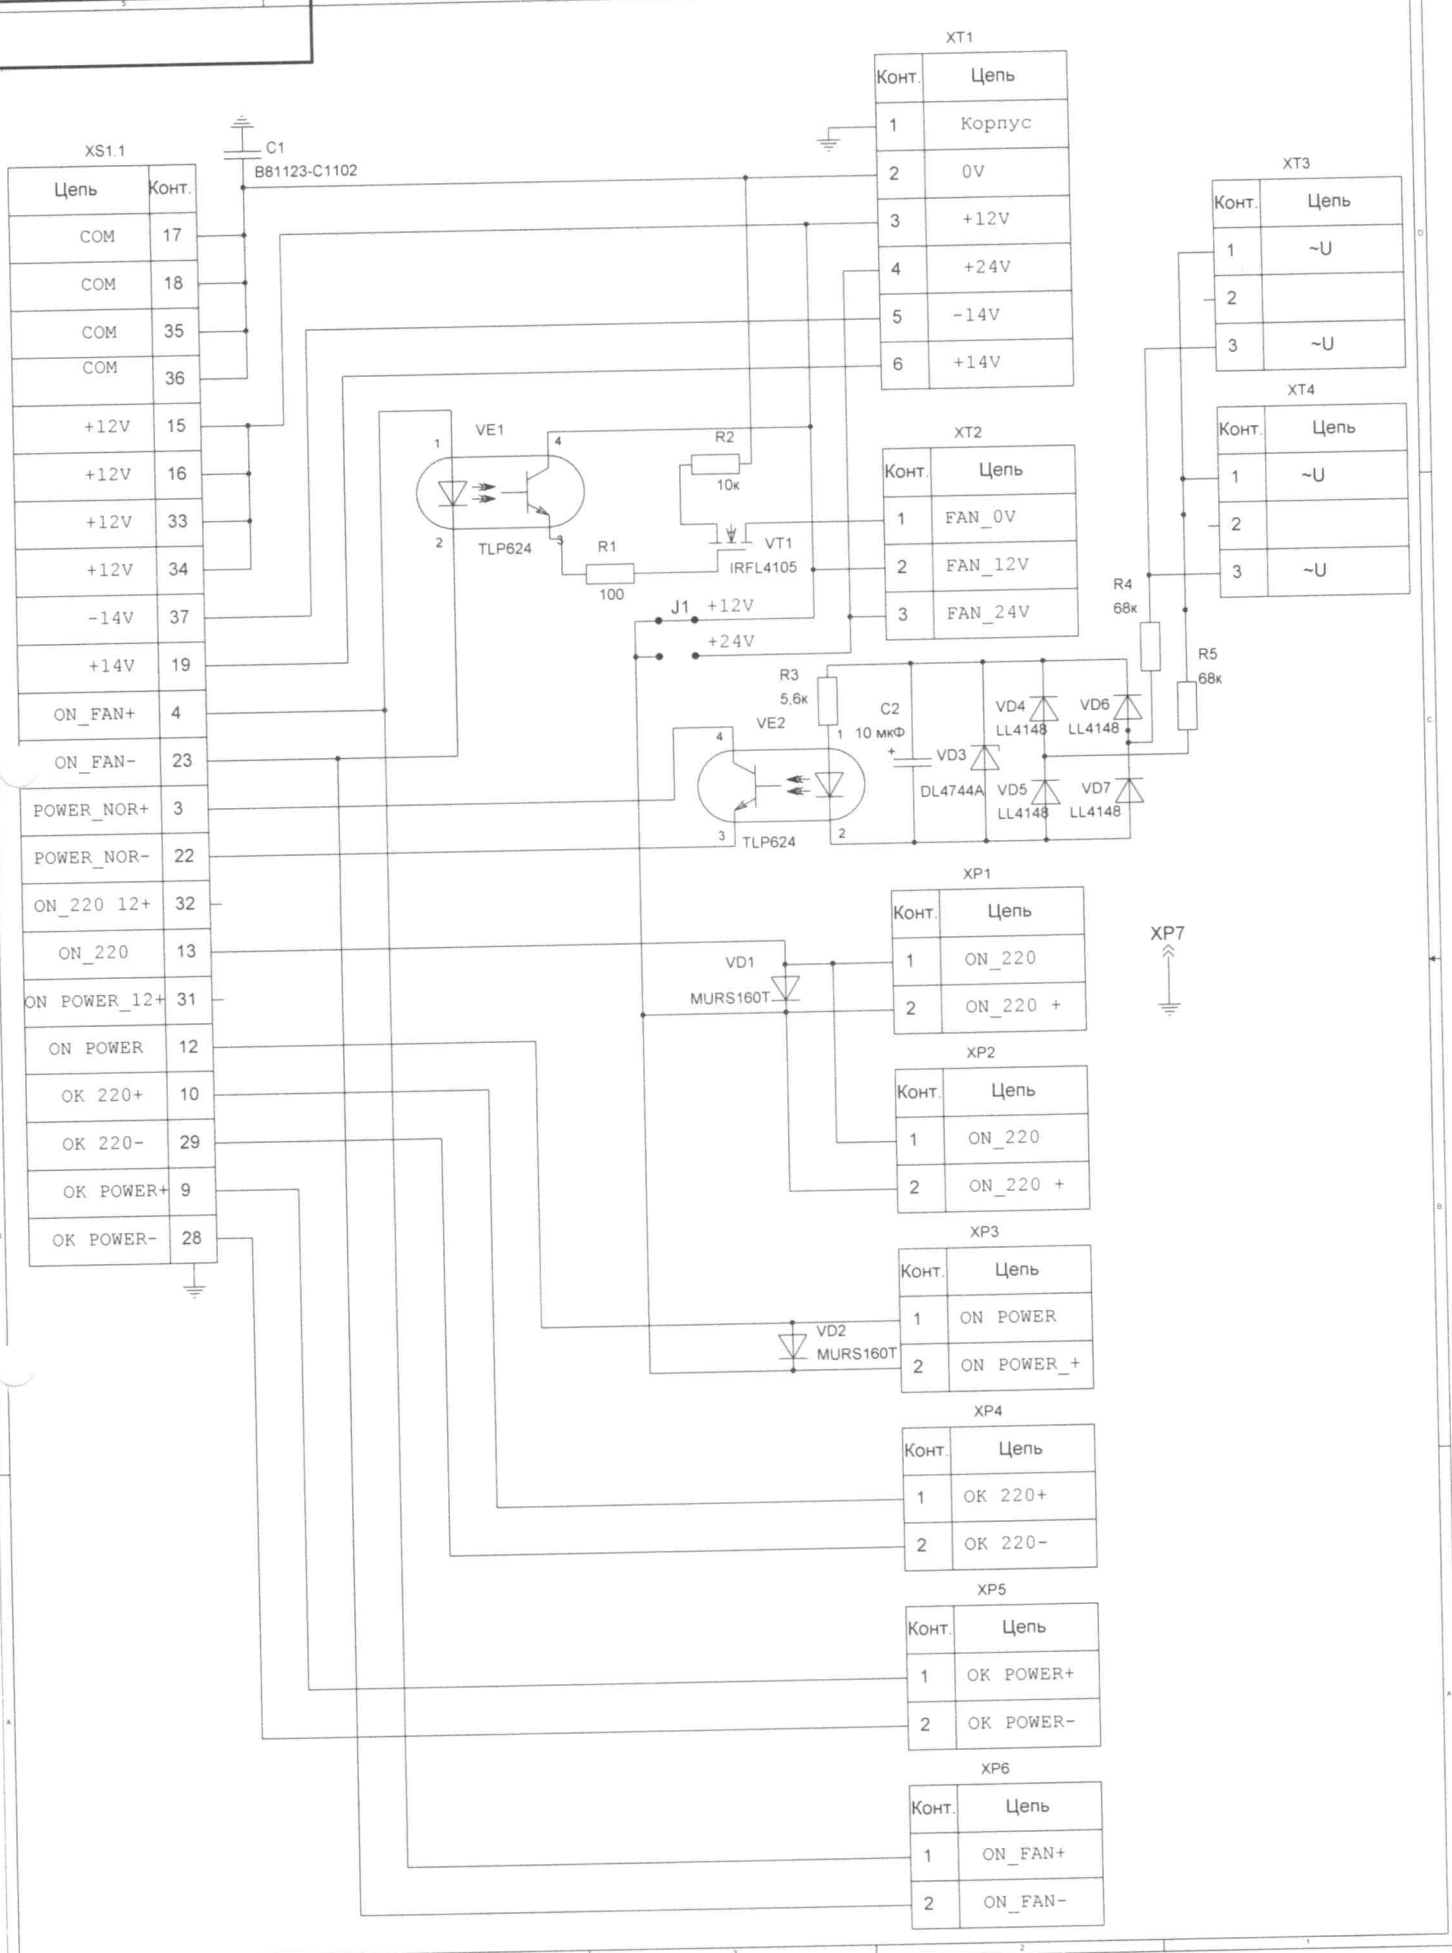 5
XS1.1
Цепь Конт.
COM 17
COM 18
COM 35
COM 36
+12V 15
+12V 16
+12V 33
+12V 34
-14V 37
+14V 19
ON_FAN+ 4
ON_FAN- 23
POWER_NOR+ 3
POWER_NOR- 22
ON_220 12+ 32
ON_220 13
ON POWER_12+ 31
ON POWER 12
OK 220+ 10
OK 220- 29
OK POWER+ 9
OK POWER- 28
C1
B81123-C1102
XT1
Конт. Цепь
1 Корпус
2 0V
3 +12V
4 +24V
5 -14V
6 +14V
XT3
Конт. Цепь
1 ~U
2
3 ~U
XT4
Конт. Цепь
1 ~U
2
3 ~U
D
VE1
1
4
2
3
TLP624
R1
100
R2
10к
VT1
IRFL4105
XT2
Конт. Цепь
1 FAN_0V
2 FAN_12V
3 FAN_24V
J1 +12V
+24V
R4
68к
R5
68к
R3
5,6к
VE2
4
1
3
2
TLP624
C2
10 мкФ
+
VD3
DL4744A
VD4
LL4148
VD6
LL4148
VD5
LL4148
VD7
LL4148
C
XP1
Конт. Цепь
1 ON_220
2 ON_220 +
VD1
MURS160T
XP7
XP2
Конт. Цепь
1 ON_220
2 ON_220 +
B
XP3
Конт. Цепь
1 ON POWER
2 ON POWER_+
VD2
MURS160T
XP4
Конт. Цепь
1 OK 220+
2 OK 220-
XP5
Конт. Цепь
1 OK POWER+
2 OK POWER-
A
A
XP6
Конт. Цепь
1 ON_FAN+
2 ON_FAN-
2
1